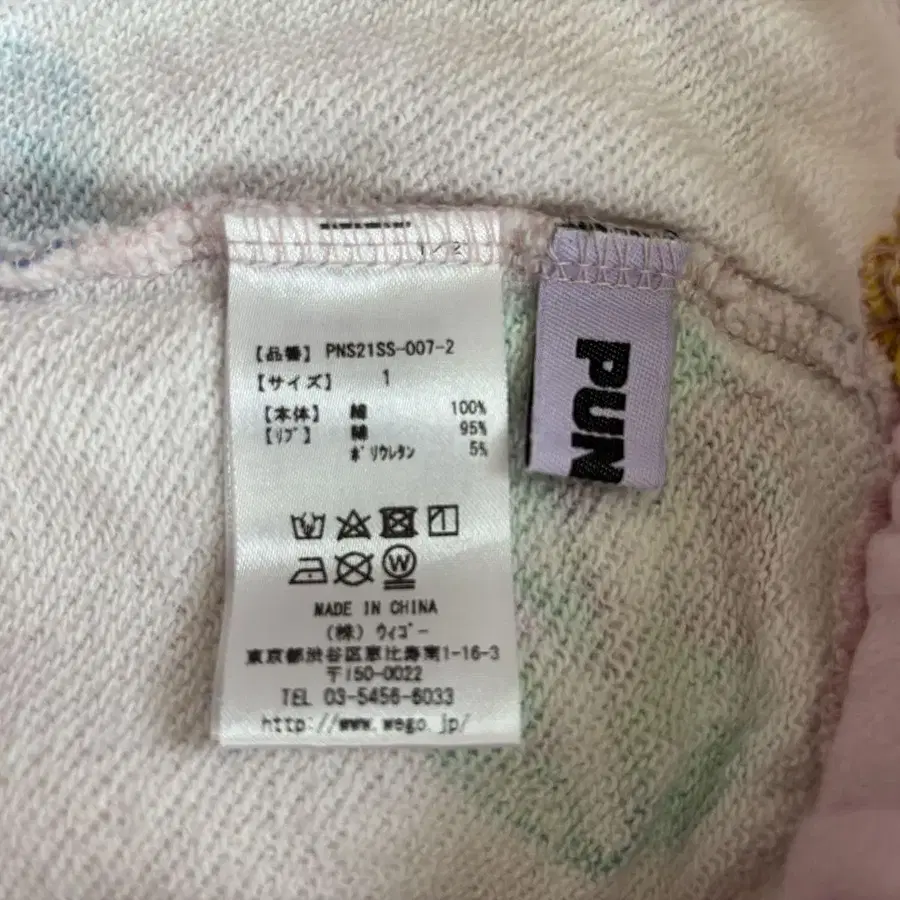 1/2
【品番】 PNS21SS-007-2
【サイズ】 1
【本体】 綿 100%
【リブ】 綿 95%
ポリウレタン 5%
W
MADE IN CHINA
(株) ウィゴー
東京都渋谷区恵比寿南1-16-3
〒150-0022
TEL 03-5456-6033
http://www.wego.jp/
PUN